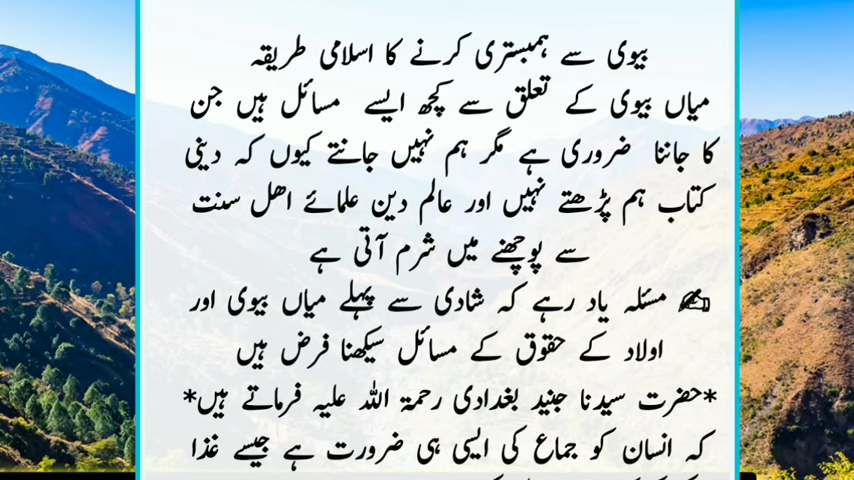 بیوی سے ہمبستری کرنے کا اسلامی طریقہ
میاں بیوی کے تعلق سے کچھ ایسے مسائل ہیں جن
کا جاننا ضروری ہے مگر ہم نہیں جانتے کیوں کہ دینی
کتاب ہم پڑھتے نہیں اور عالم دین علمائے اھل سنت
سے پوچھنے میں شرم آتی ہے
✍ مسئلہ یاد رہے کہ شادی سے پہلے میاں بیوی اور
اولاد کے حقوق کے مسائل سیکھنا فرض ہیں
*حضرت سیدنا جنید بغدادی رحمۃ اللہ علیہ فرماتے ہیں*
کہ انسان کو جماع کی ایسی ہی ضرورت ہے جیسے غذا